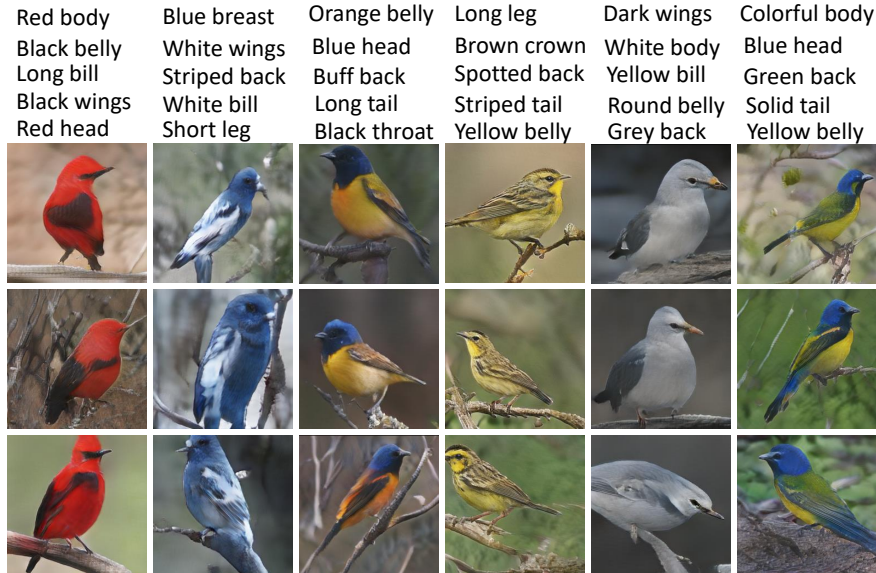 Red body
Black belly
Long bill
Black wings
Red head
Blue breast
White wings
Striped back
White bill
Short leg
Orange belly
Blue head
Buff back
Long tail
Black throat
Long leg
Brown crown
Spotted back
Striped tail
Yellow belly
Dark wings
White body
Yellow bill
Round belly
Grey back
Colorful body
Blue head
Green back
Solid tail
Yellow belly